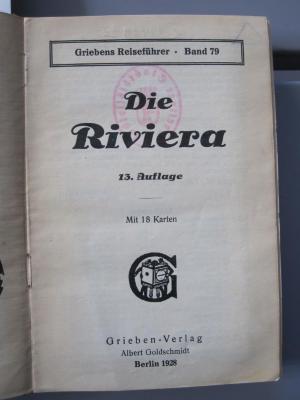 Griebens Reiseführer · Band 79
Die
Riviera
13. Auflage
Mit 18 Karten
G
Grieben-Verlag
Albert Goldschmidt
Berlin 1928